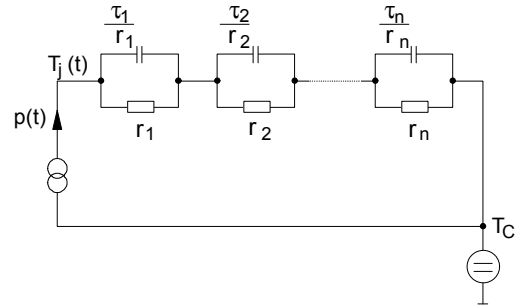 τ1 τ2 τn
r1 r2 rn
Tj (t)
r1 r2 rn
p(t)
TC